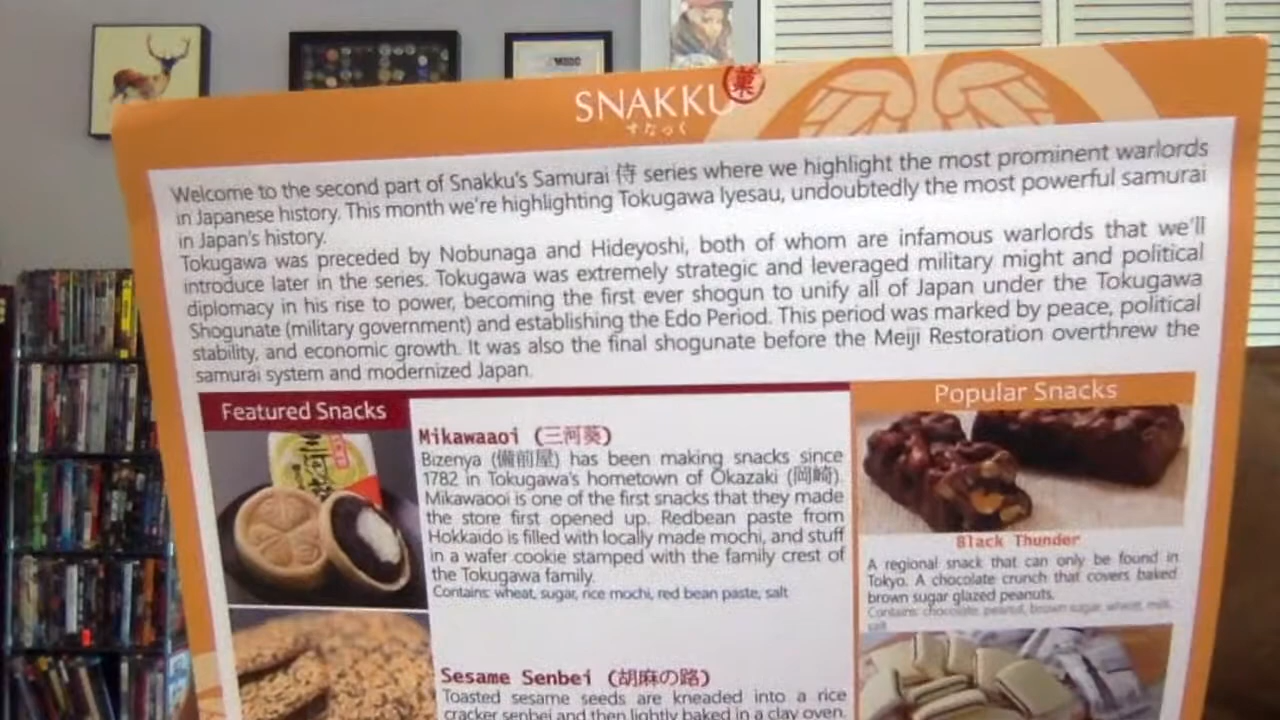 SNAKKU 菓
すなっく
Welcome to the second part of Snakku's Samurai 侍 series where we highlight the most prominent warlords
in Japanese history. This month we're highlighting Tokugawa Iyesau, undoubtedly the most powerful samurai
in Japan's history.
Tokugawa was preceded by Nobunaga and Hideyoshi, both of whom are infamous warlords that we'll
introduce later in the series. Tokugawa was extremely strategic and leveraged military might and political
diplomacy in his rise to power, becoming the first ever shogun to unify all of Japan under the Tokugawa
Shogunate (military government) and establishing the Edo Period. This period was marked by peace, political
stability, and economic growth. It was also the final shogunate before the Meiji Restoration overthrew the
samurai system and modernized Japan.
Featured Snacks
Mikawaaoi (三河葵)
Bizenya (備前屋) has been making snacks since
1782 in Tokugawa's hometown of Okazaki (岡崎).
Mikawaooi is one of the first snacks that they made
the store first opened up. Redbean paste from
Hokkaido is filled with locally made mochi, and stuff
in a wafer cookie stamped with the family crest of
the Tokugawa family.
Contains: wheat, sugar, rice mochi, red bean paste, salt
Sesame Senbei (胡麻の路)
Toasted sesame seeds are kneaded into a rice
cracker senbei and then lightly baked in a clay oven.
Popular Snacks
Black Thunder
A regional snack that can only be found in
Tokyo. A chocolate crunch that covers baked
brown sugar glazed peanuts.
Contains: chocolate, peanut, brown sugar, wheat, milk,
salt